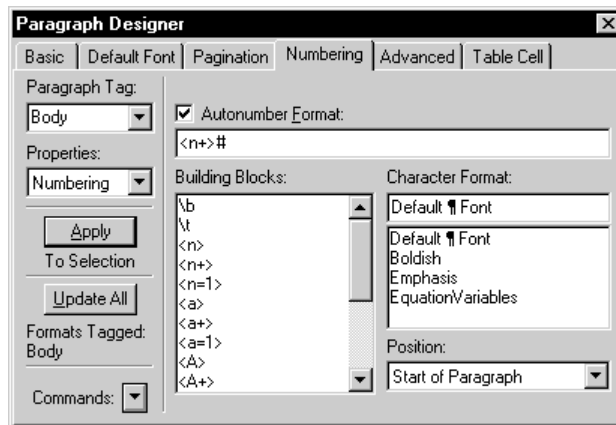 Paragraph Designer
Basic Default Font Pagination Numbering Advanced Table Cell
Paragraph Tag:
Body
Properties:
Numbering
Apply
To Selection
Update All
Formats Tagged:
Body
Commands:
Autonumber Format:
<n+>#
Building Blocks:
\b
\t
<n>
<n+>
<n=1>
<a>
<a+>
<a=1>
<A>
<A+>
Character Format:
Default ¶ Font
Default ¶ Font
Boldish
Emphasis
EquationVariables
Position:
Start of Paragraph